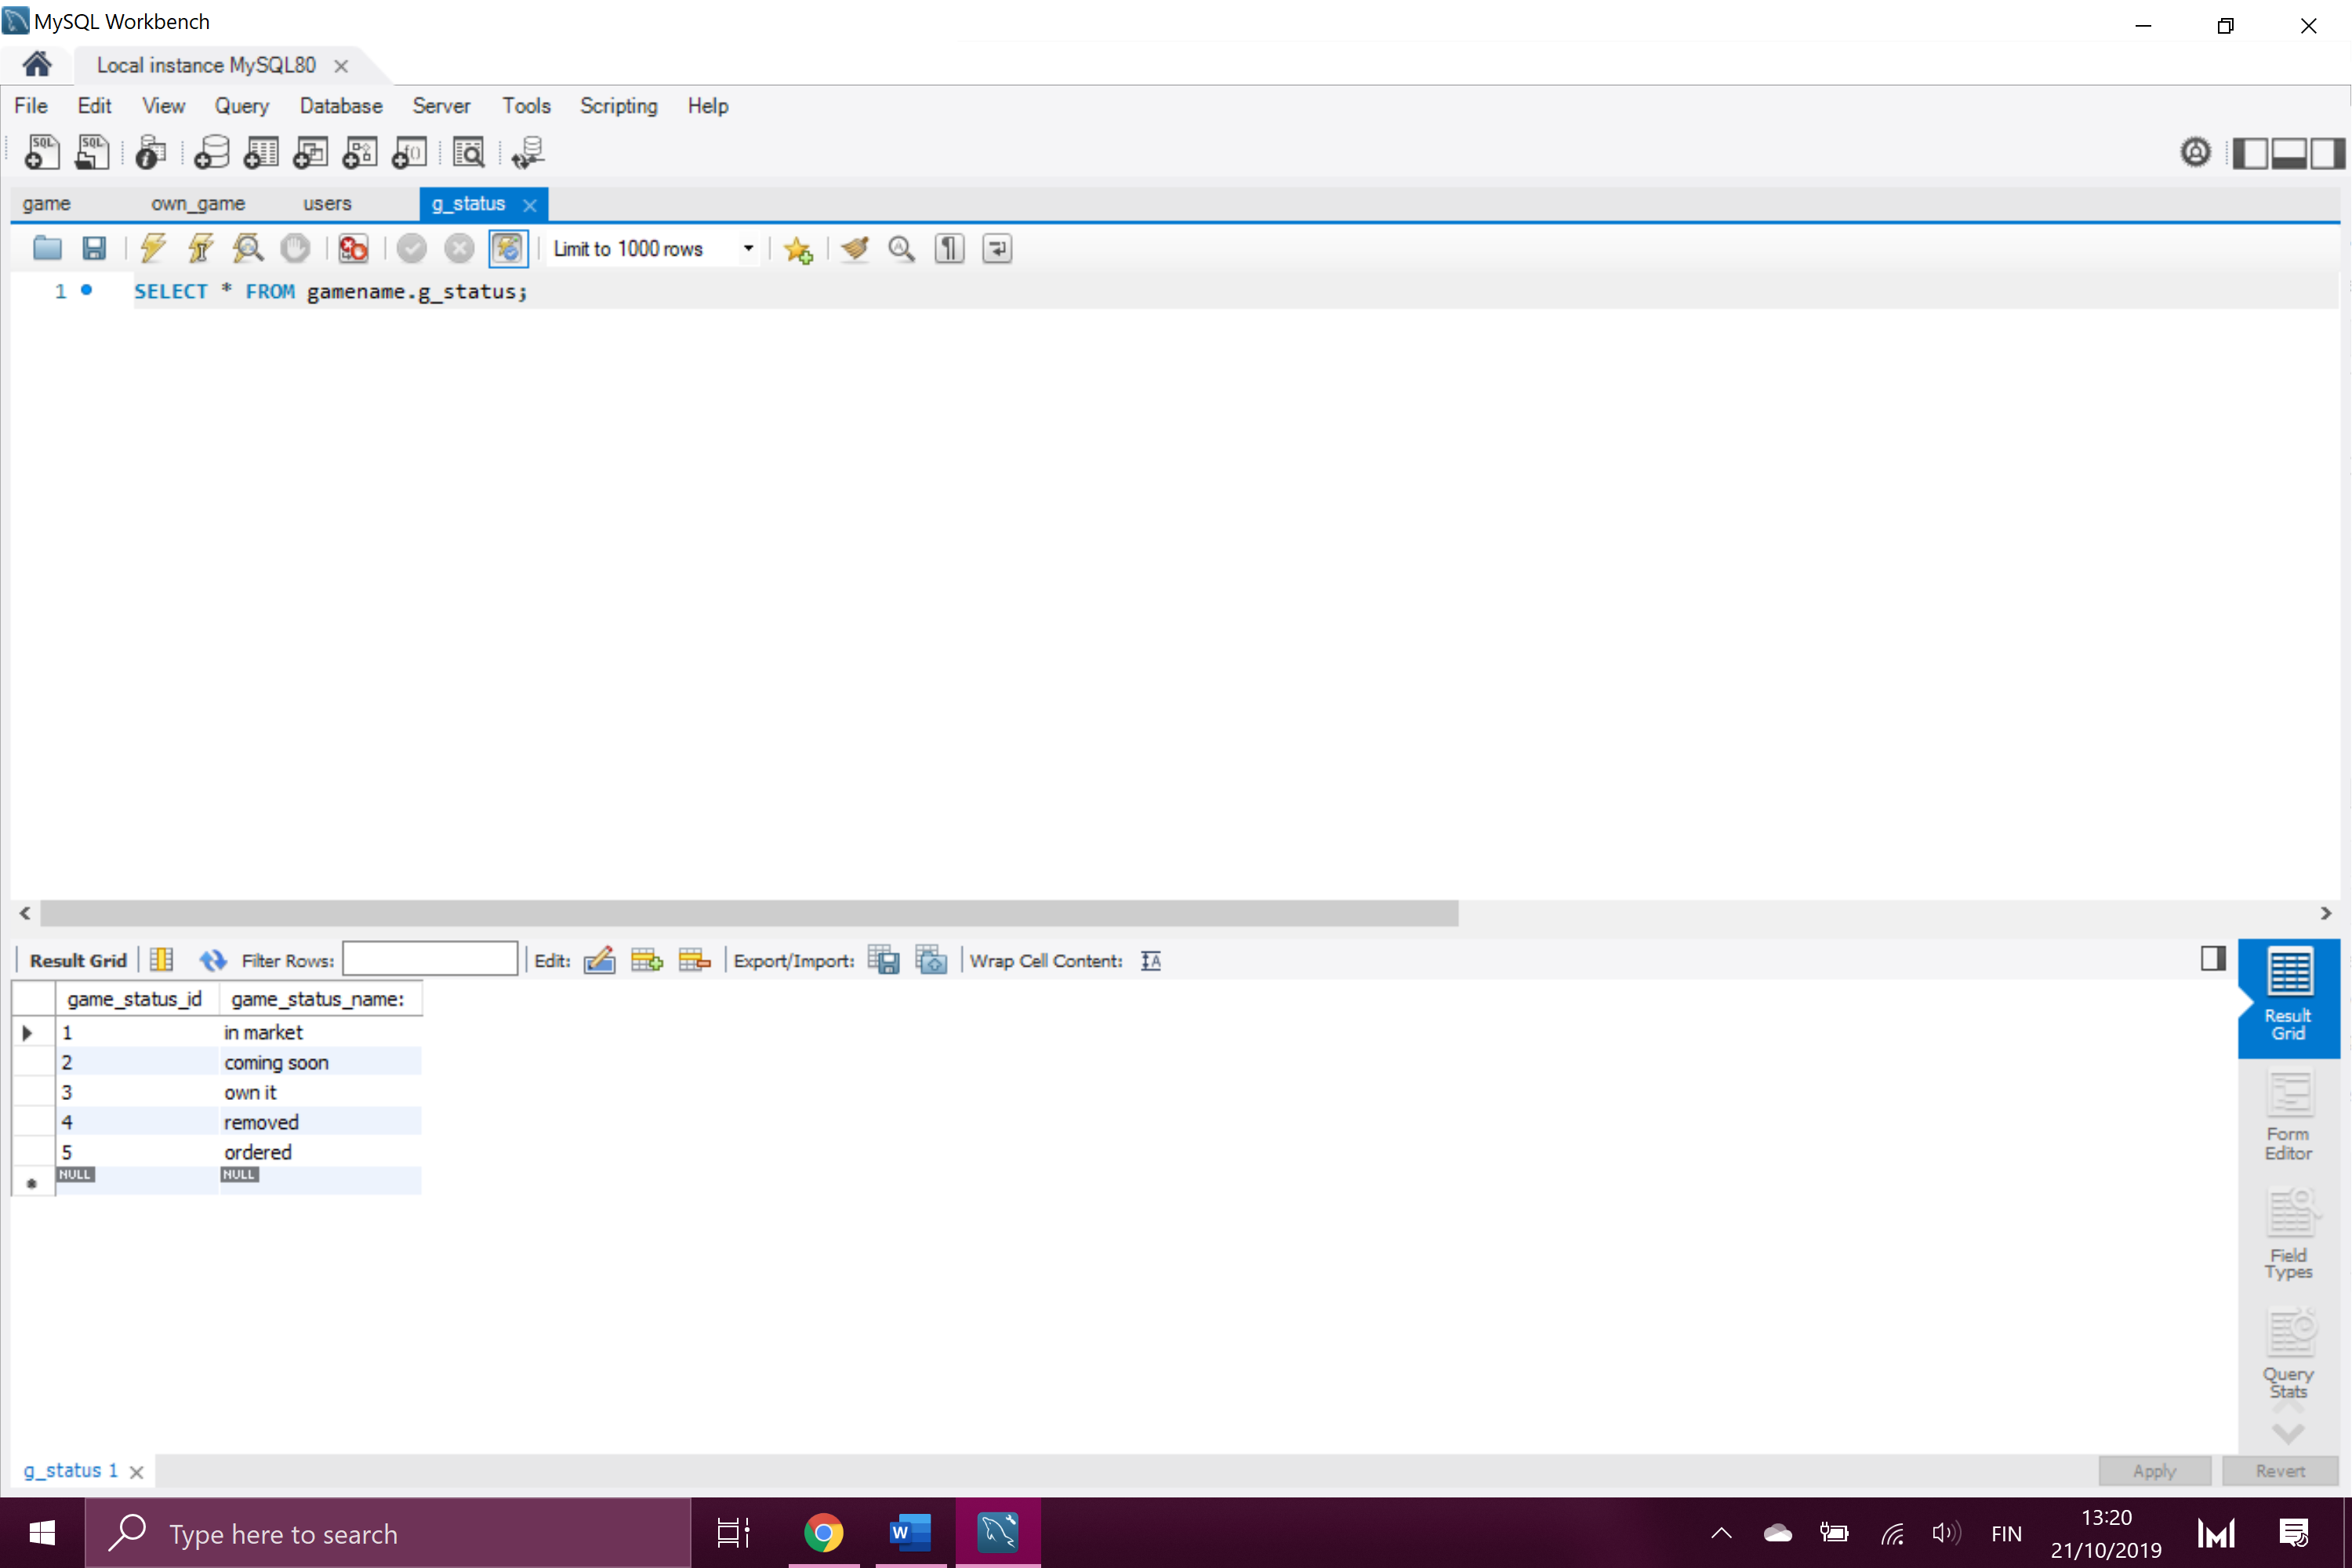 MySQL Workbench
Local instance MySQL80
File Edit View Query Database Server Tools Scripting Help
game own_game users g_status
Limit to 1000 rows
1 SELECT * FROM gamename.g_status;
Result Grid Filter Rows: Edit: Export/Import: Wrap Cell Content:
game_status_id game_status_name:
1 in market
2 coming soon
3 own it
4 removed
5 ordered
NULL NULL
Result
Grid
Form
Editor
Field
Types
Query
Stats
g_status 1
Apply Revert
Type here to search
FIN
13:20
21/10/2019